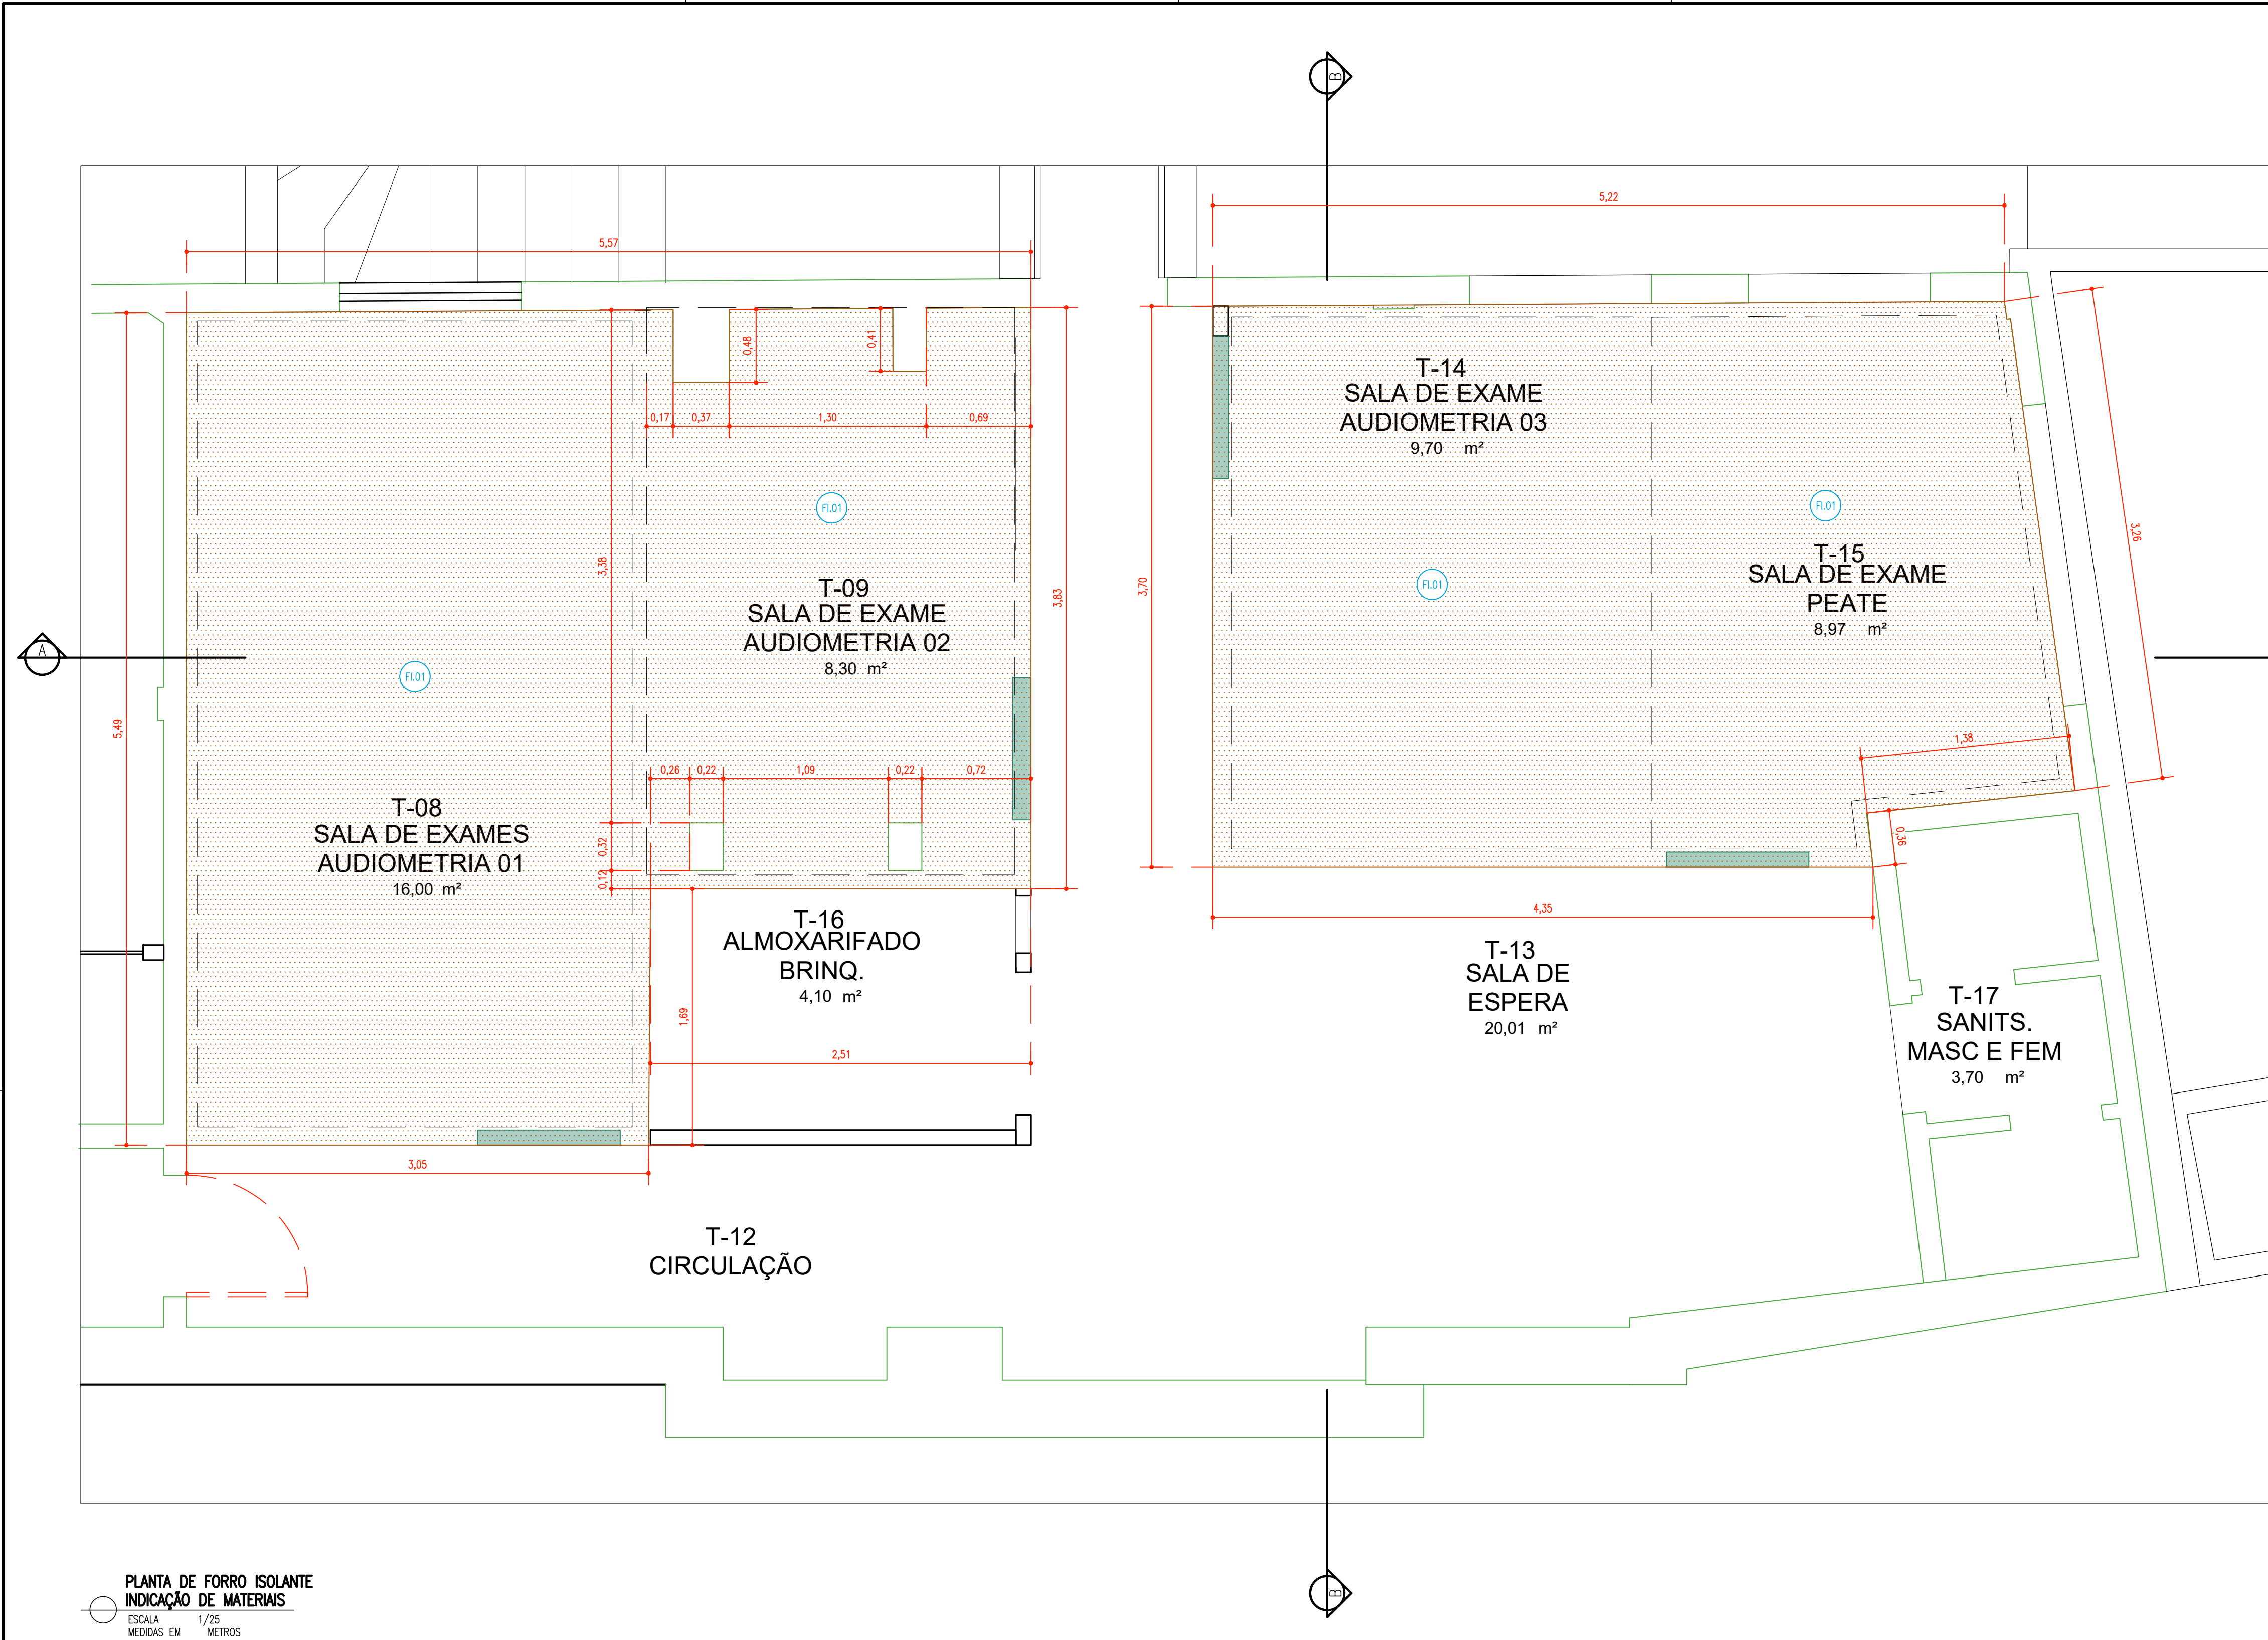 B
5,22
5,57
0,48
0,41
0,17
0,37
1,30
0,69
T-14
SALA DE EXAME
AUDIOMETRIA 03
9,70 m²
FI.01
FI.01
3,26
3,38
T-09
SALA DE EXAME
AUDIOMETRIA 02
8,30 m²
3,83
3,70
FI.01
T-15
SALA DE EXAME
PEATE
8,97 m²
A
FI.01
5,49
1,38
0,26
0,22
1,09
0,22
0,72
T-08
SALA DE EXAMES
AUDIOMETRIA 01
16,00 m²
0,32
0,12
0,36
4,35
T-16
ALMOXARIFADO
BRINQ.
4,10 m²
T-13
SALA DE
ESPERA
20,01 m²
1,69
2,51
T-17
SANITS.
MASC E FEM
3,70 m²
3,05
T-12
CIRCULAÇÃO
B
PLANTA DE FORRO ISOLANTE
INDICAÇÃO DE MATERIAIS
ESCALA 1/25
MEDIDAS EM METROS